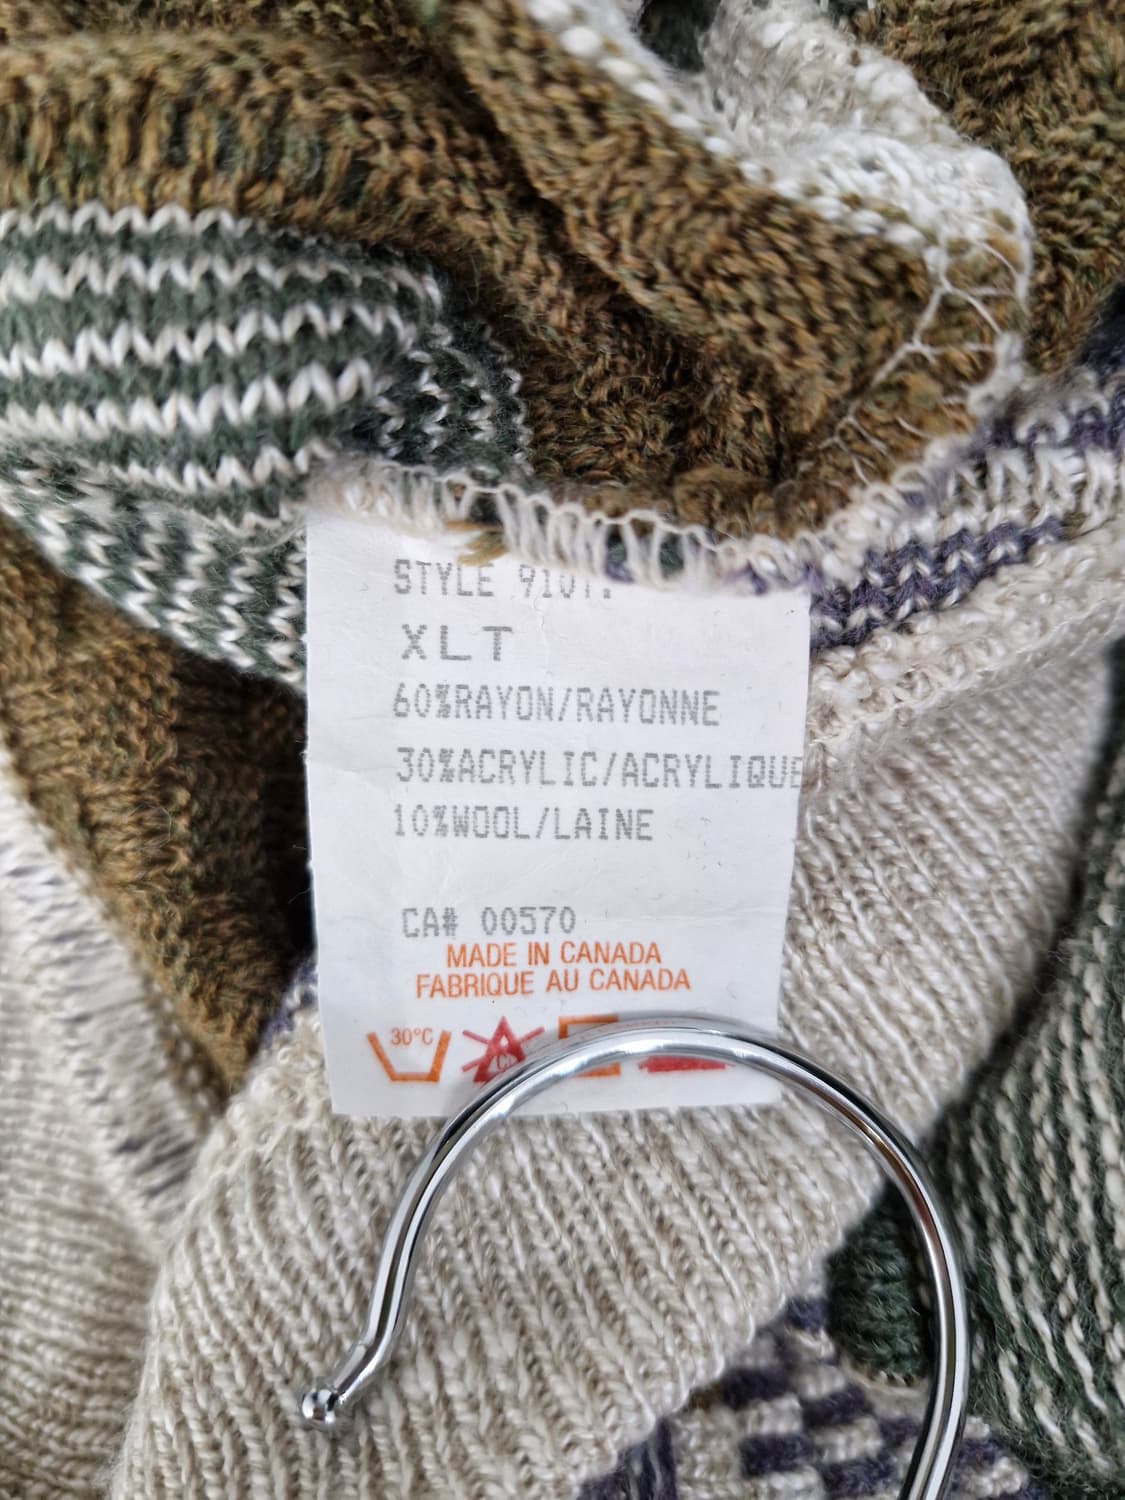 STYLE
XLT
60%RAYON/RAYONNE
30%ACRYLIC/ACRYLIQUE
10%WOOL/LAINE
CA# 00570
MADE IN CANADA
FABRIQUE AU CANADA
30°C